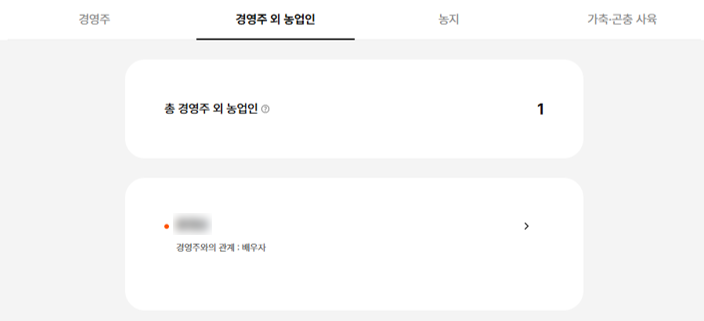 경영주 경영주 외 농업인 농지 가축·곤충 사육
총 경영주 외 농업인 ? 1
경영주와의 관계 : 배우자